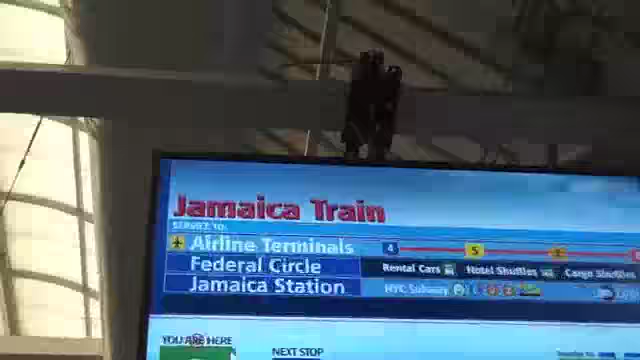 Jamaica Train
SERVICE TO:
Airline Terminals 4 5
Federal Circle Rental Cars Hotel Shuttles Cargo Shuttles
Jamaica Station NYC Subway
YOU ARE HERE
NEXT STOP